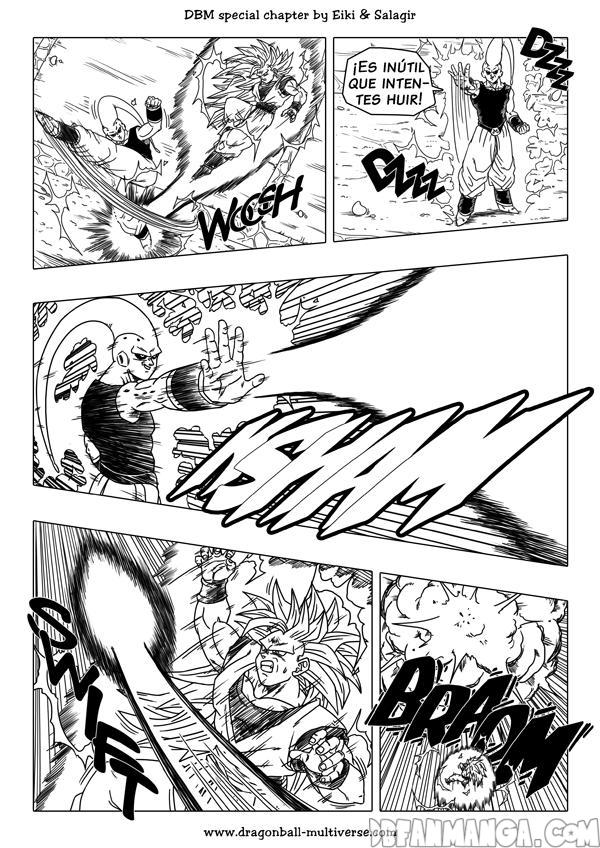 DBM special chapter by Eiki & Salagir
DZZZ
¡ES INÚTIL
QUE INTEN-
TES HUIR!
DZZZ
WOOSH
KSHAM
SWIFT
BRAOM
www.dragonball-multiverse.com
DBFANMANGA.COM